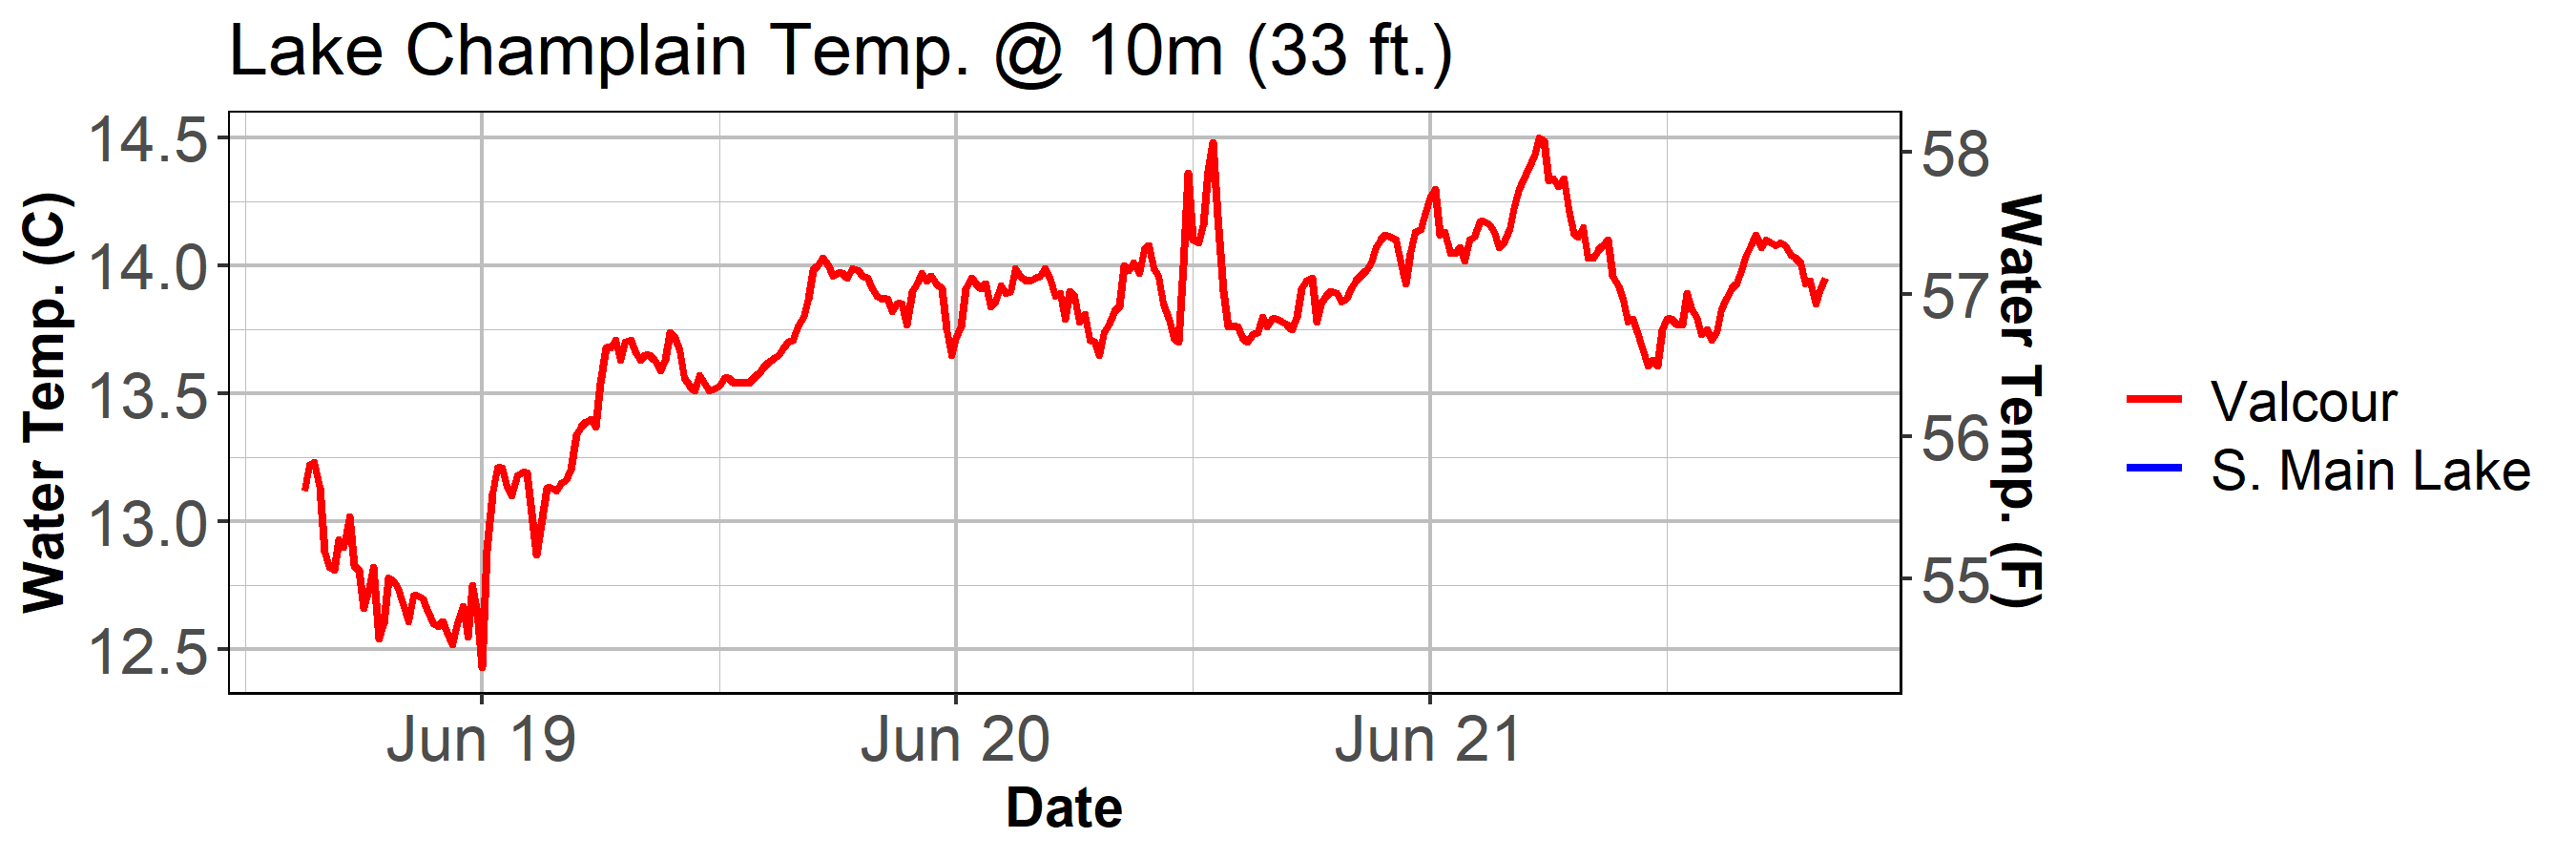 Lake Champlain Temp. @ 10m (33 ft.)
Water Temp. (C)
14.5
14.0
13.5
13.0
12.5
58
57
56
55
Water Temp. (F)
Jun 19
Jun 20
Jun 21
Date
Valcour
S. Main Lake